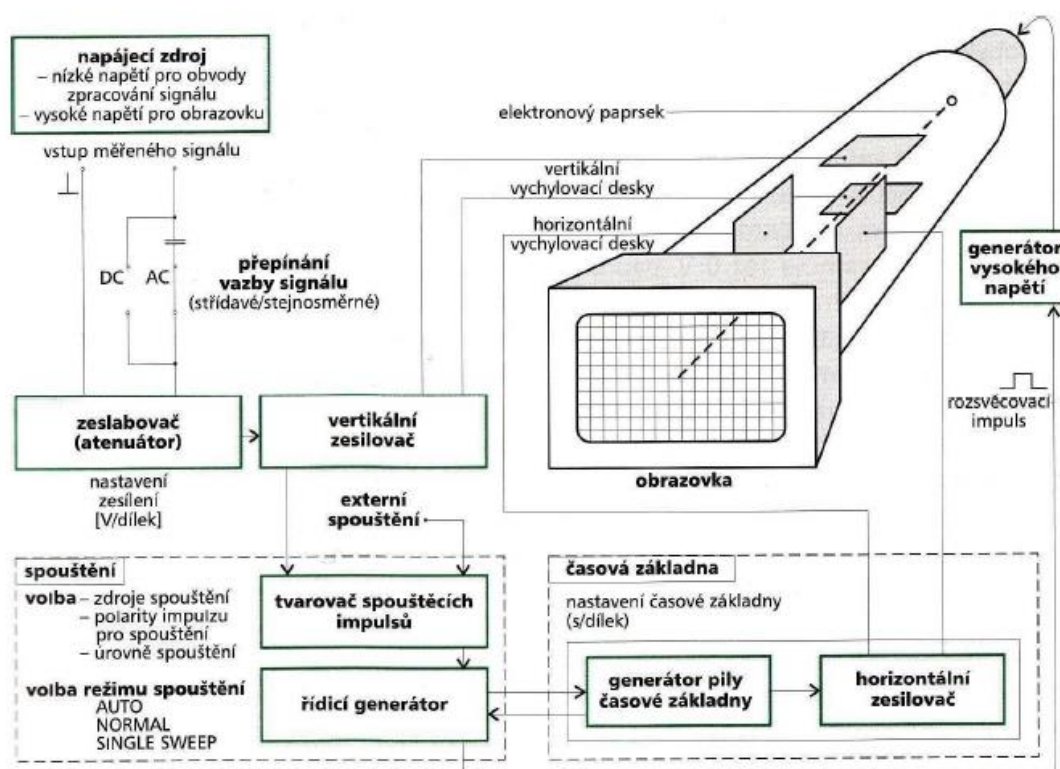 napájecí zdroj
– nízké napětí pro obvody
zpracování signálu
– vysoké napětí pro obrazovku
vstup měřeného signálu
DC
AC
přepínání
vazby signálu
(střídavé/stejnosměrné)
elektronový paprsek
vertikální
vychylovací desky
horizontální
vychylovací desky
generátor
vysokého
napětí
rozsvěcovací
impuls
zeslabovač
(atenuátor)
vertikální
zesilovač
obrazovka
nastavení
zesílení
[V/dílek]
externí
spouštění
spouštění
volba – zdroje spouštění
– polarity impulzu
pro spouštění
– úrovně spouštění
tvarovač spouštěcích
impulsů
volba režimu spouštění
AUTO
NORMAL
SINGLE SWEEP
řídicí generátor
časová základna
nastavení časové základny
(s/dílek)
generátor pily
časové základny
horizontální
zesilovač